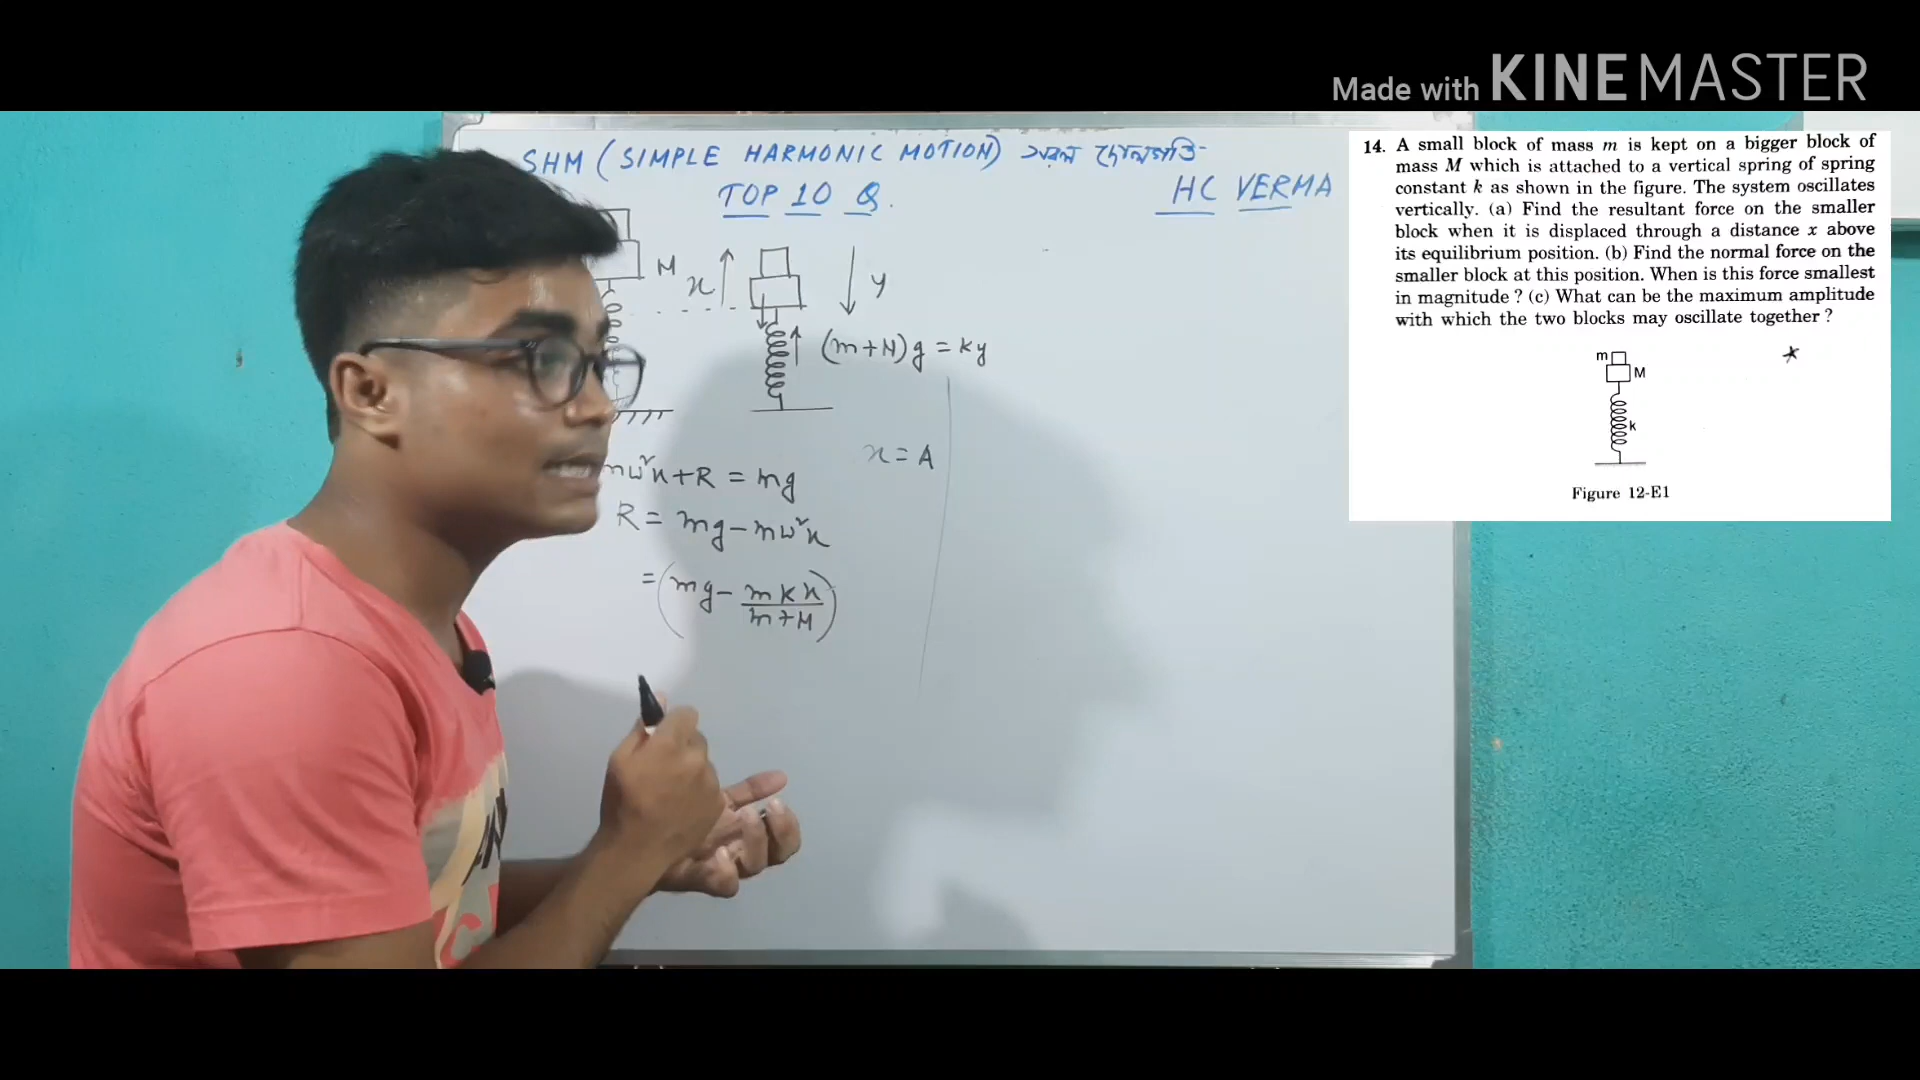 Made with KINEMASTER
SHM (SIMPLE HARMONIC MOTION) সরল দোলগতি
TOP 10 Q.
HC VERMA
M
x
y
(m+M)g = ky
x = A
mω²x + R = mg
R = mg - mω²x
= (mg - mkx/m+M)
14. A small block of mass m is kept on a bigger block of
mass M which is attached to a vertical spring of spring
constant k as shown in the figure. The system oscillates
vertically. (a) Find the resultant force on the smaller
block when it is displaced through a distance x above
its equilibrium position. (b) Find the normal force on the
smaller block at this position. When is this force smallest
in magnitude ? (c) What can be the maximum amplitude
with which the two blocks may oscillate together ?
m
M
k
Figure 12-E1